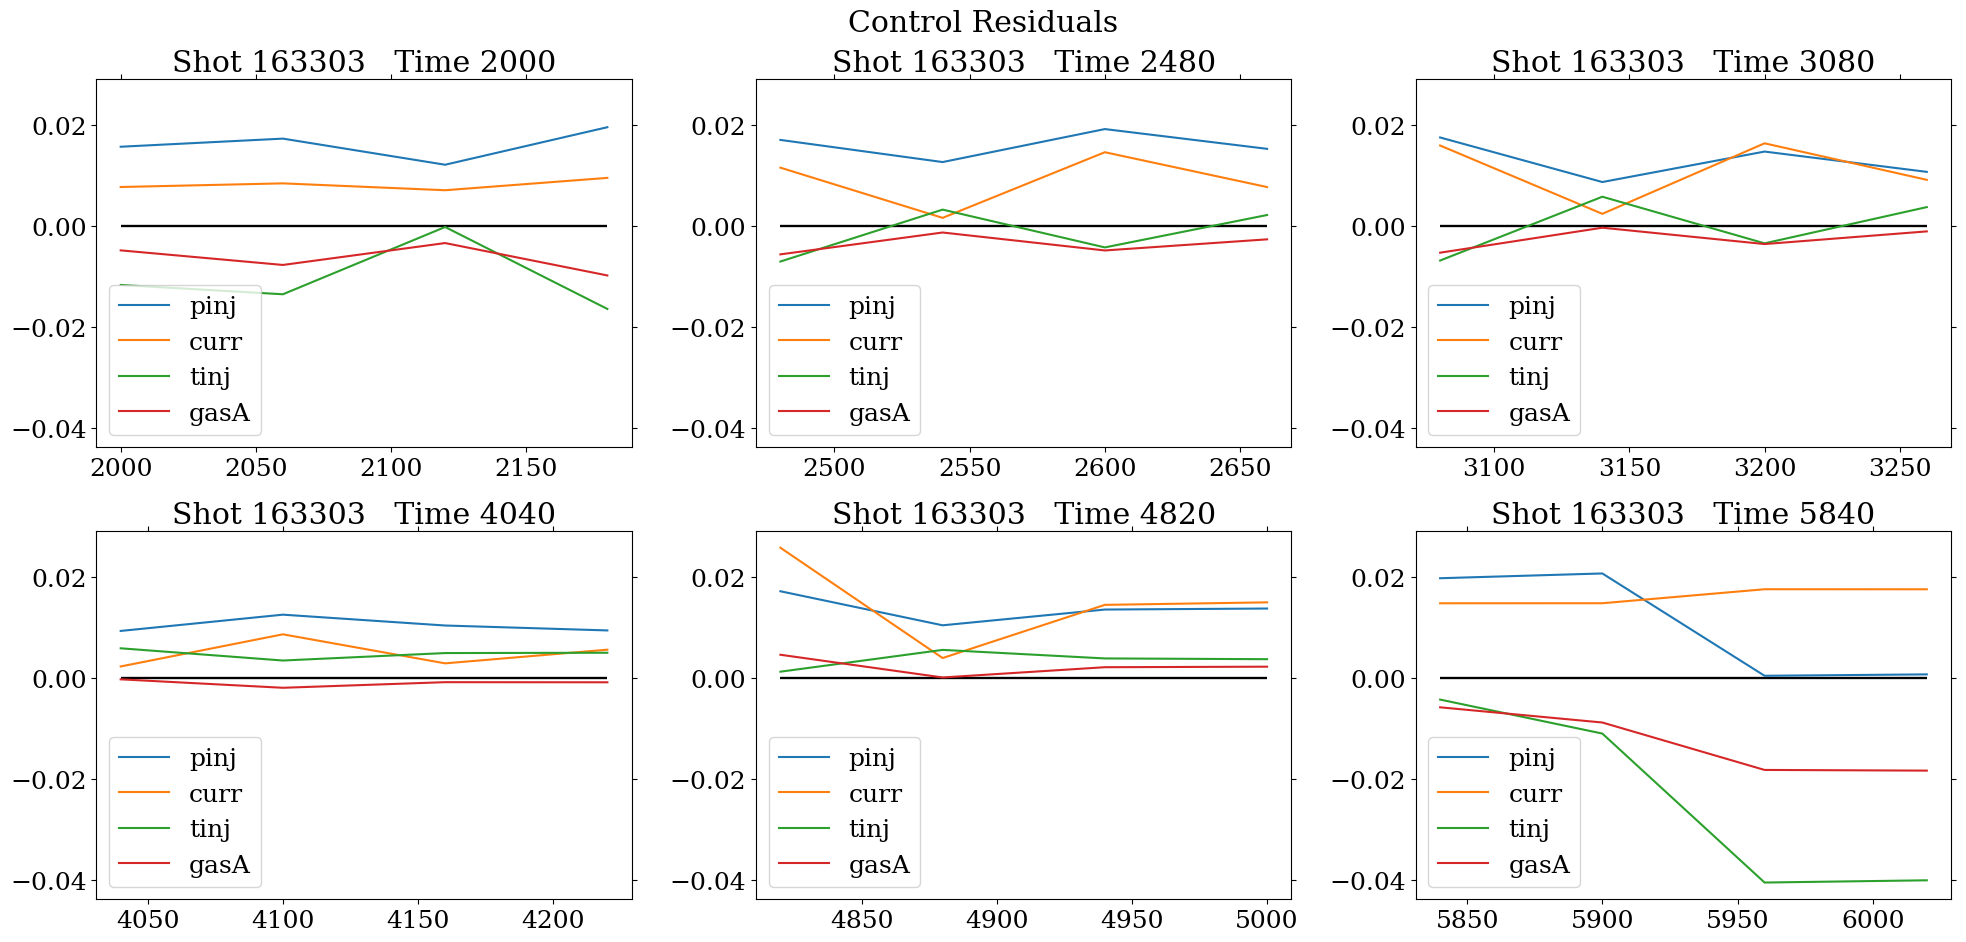 Control Residuals
Shot 163303   Time 2000
0.02
0.00
−0.02
−0.04
pinj
curr
tinj
gasA
2000 2050 2100 2150
Shot 163303   Time 2480
0.02
0.00
−0.02
−0.04
pinj
curr
tinj
gasA
2500 2550 2600 2650
Shot 163303   Time 3080
0.02
0.00
−0.02
−0.04
pinj
curr
tinj
gasA
3100 3150 3200 3250
Shot 163303   Time 4040
0.02
0.00
−0.02
−0.04
pinj
curr
tinj
gasA
4050 4100 4150 4200
Shot 163303   Time 4820
0.02
0.00
−0.02
−0.04
pinj
curr
tinj
gasA
4850 4900 4950 5000
Shot 163303   Time 5840
0.02
0.00
−0.02
−0.04
pinj
curr
tinj
gasA
5850 5900 5950 6000